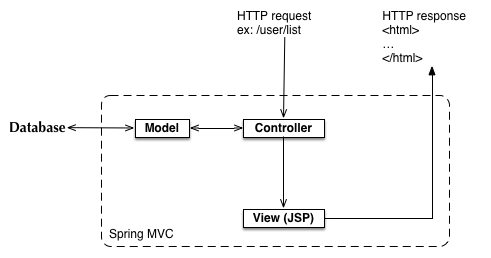 HTTP request
ex: /user/list
HTTP response
<html>
...
</html>
Database
Model
Controller
View (JSP)
Spring MVC